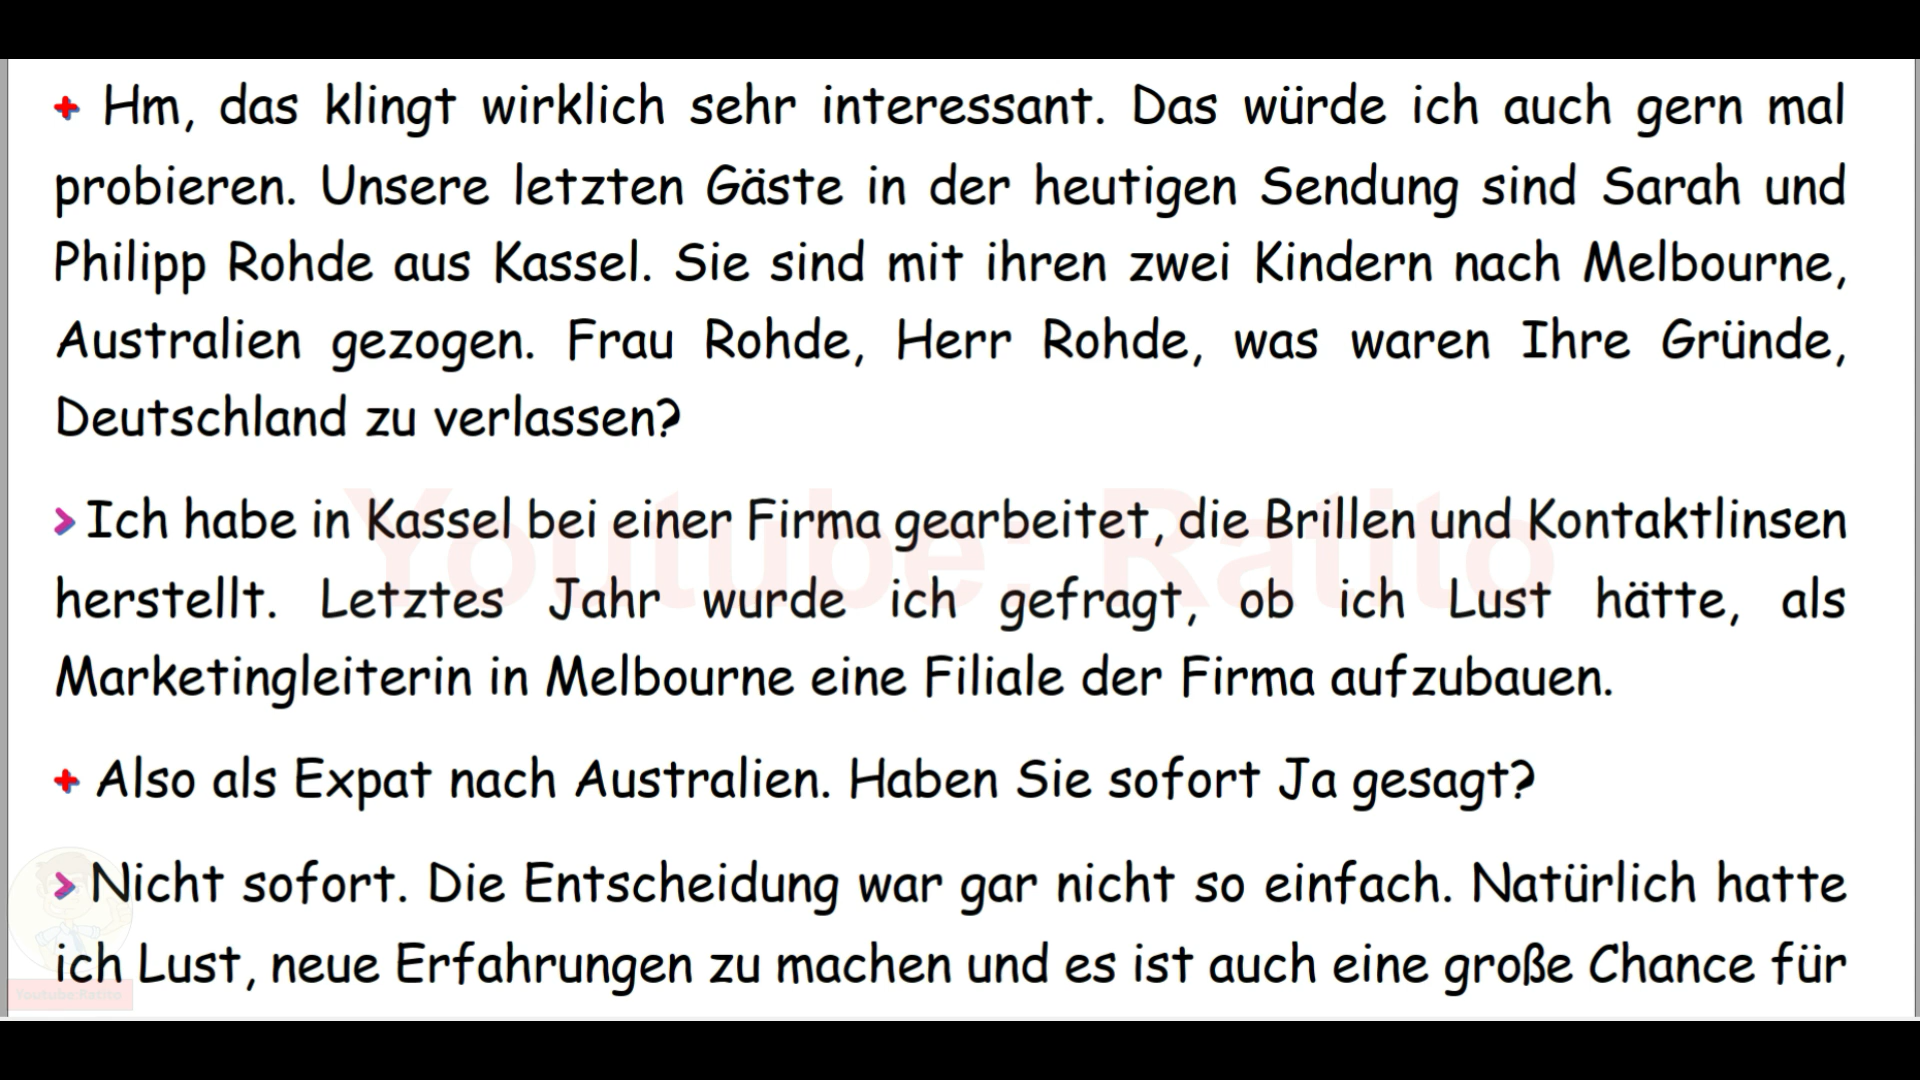 + Hm, das klingt wirklich sehr interessant. Das würde ich auch gern mal
probieren. Unsere letzten Gäste in der heutigen Sendung sind Sarah und
Philipp Rohde aus Kassel. Sie sind mit ihren zwei Kindern nach Melbourne,
Australien gezogen. Frau Rohde, Herr Rohde, was waren Ihre Gründe,
Deutschland zu verlassen?
> Ich habe in Kassel bei einer Firma gearbeitet, die Brillen und Kontaktlinsen
herstellt. Letztes Jahr wurde ich gefragt, ob ich Lust hätte, als
Marketingleiterin in Melbourne eine Filiale der Firma aufzubauen.
+ Also als Expat nach Australien. Haben Sie sofort Ja gesagt?
> Nicht sofort. Die Entscheidung war gar nicht so einfach. Natürlich hatte
ich Lust, neue Erfahrungen zu machen und es ist auch eine große Chance für
Youtube: Ratito
Youtube:Ratito